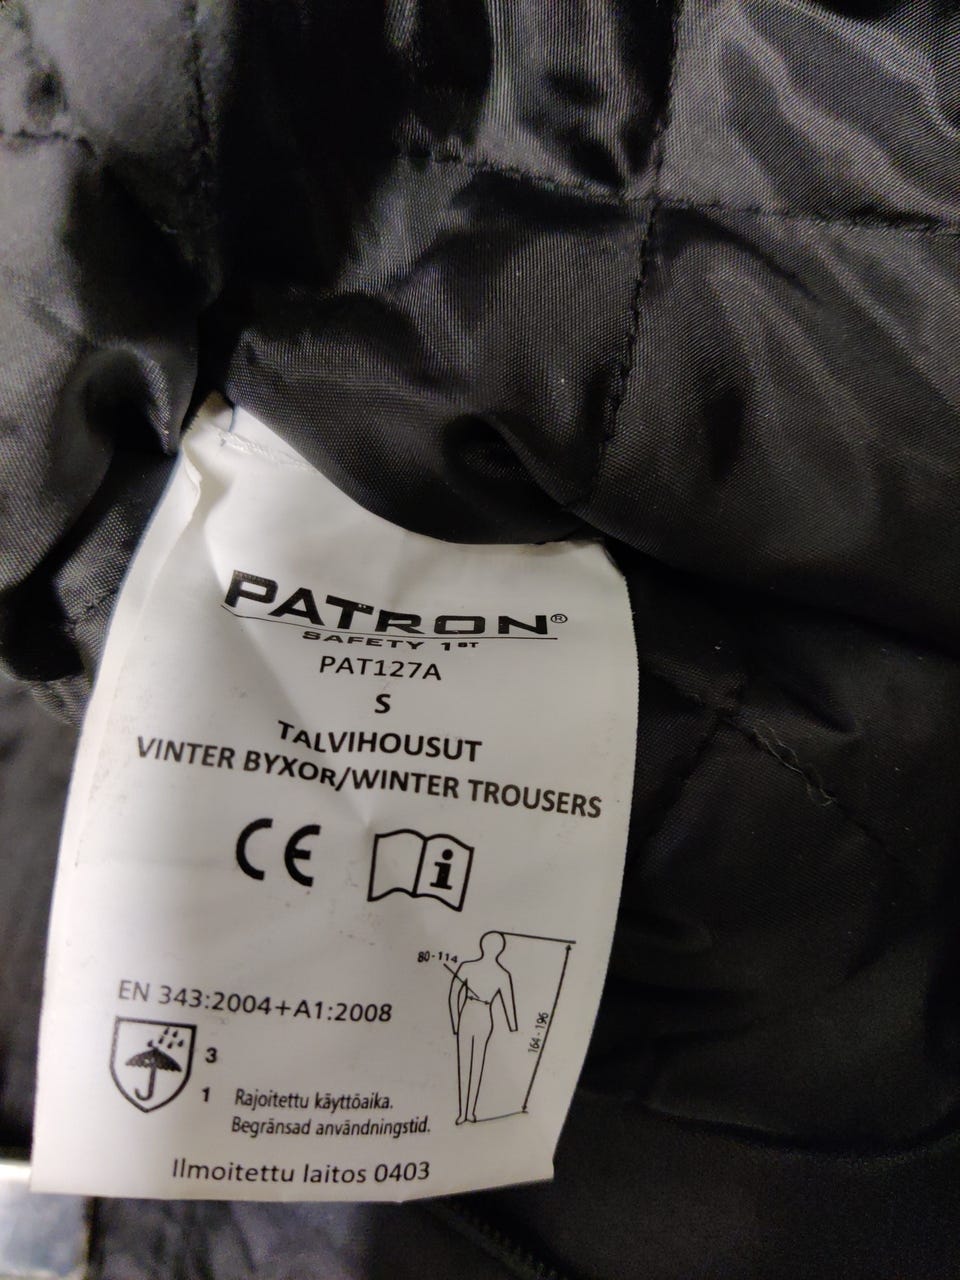 PATRON®
SAFETY 1ST
PAT127A
S
TALVIHOUSUT
VINTER BYXOR/WINTER TROUSERS
CE
i
80-114
164-196
EN 343:2004+A1:2008
3
1
Rajoitettu käyttöaika.
Begränsad användningstid.
Ilmoitettu laitos 0403